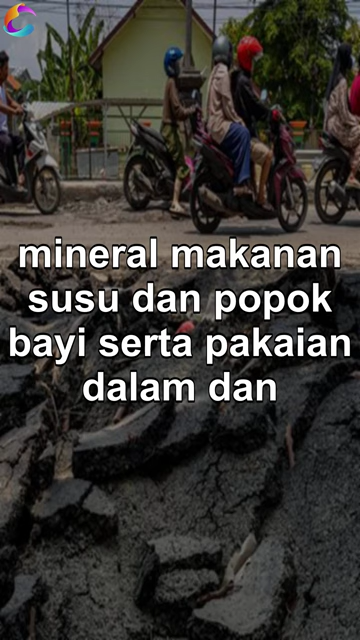 mineral makanan
susu dan popok
bayi serta pakaian
dalam dan